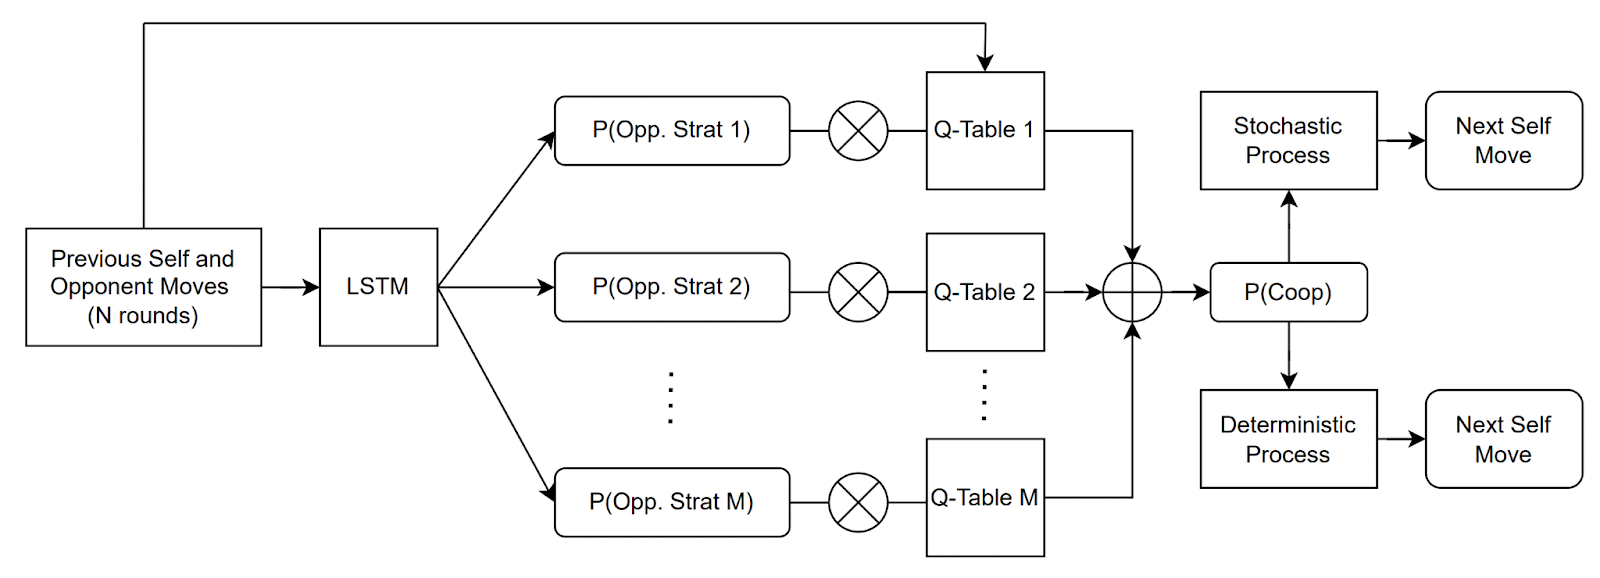 Previous Self and
Opponent Moves
(N rounds)
LSTM
P(Opp. Strat 1)
P(Opp. Strat 2)
P(Opp. Strat M)
Q-Table 1
Q-Table 2
Q-Table M
P(Coop)
Stochastic
Process
Next Self
Move
Deterministic
Process
Next Self
Move